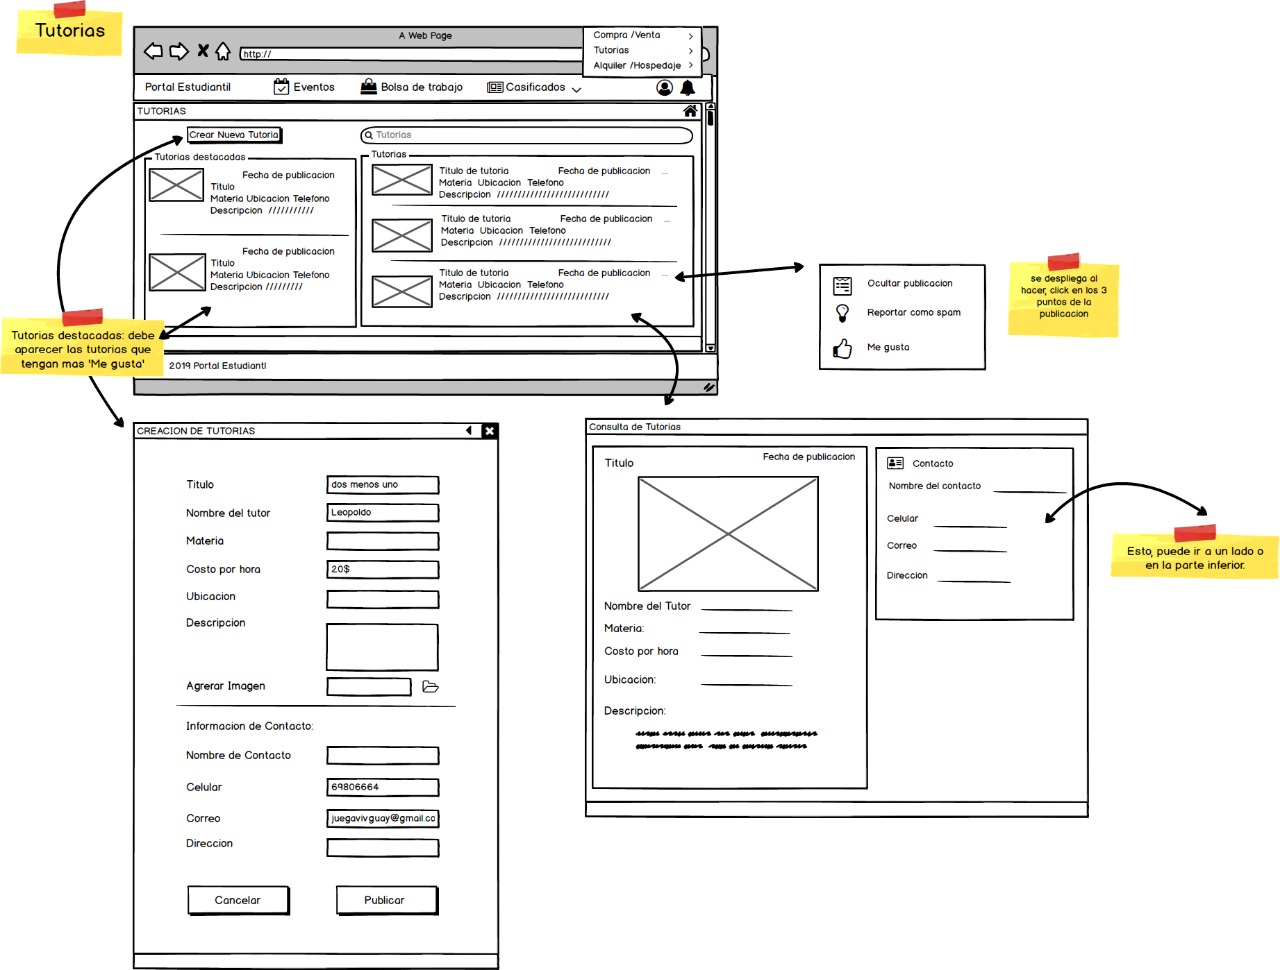 Tutorias
A Web Page
http://
Compra /Venta
Tutorias
Alquiler /Hospedaje
Portal Estudiantil
Eventos
Bolsa de trabajo
Casificados
TUTORIAS
Crear Nueva Tutoria
Tutorias
Tutorias destacadas
Fecha de publicacion
Titulo
Materia Ubicacion Telefono
Descripcion ///////////
Fecha de publicacion
Titulo
Materia Ubicacion Telefono
Descripcion /////////
Tutorias
Titulo de tutoria Fecha de publicacion ...
Materia Ubicacion Telefono
Descripcion ///////////////////////////
Titulo de tutoria Fecha de publicacion ...
Materia Ubicacion Telefono
Descripcion ///////////////////////////
Titulo de tutoria Fecha de publicacion ...
Materia Ubicacion Telefono
Descripcion ///////////////////////////
2019 Portal Estudiantl
Tutorias destacadas: debe
aparecer las tutorias que
tengan mas 'Me gusta'
Ocultar publicacion
Reportar como spam
Me gusta
se despliega al
hacer, click en los 3
puntos de la
publicacion
CREACION DE TUTORIAS
Titulo dos menos uno
Nombre del tutor Leopoldo
Materia
Costo por hora 20$
Ubicacion
Descripcion
Agrerar Imagen
Informacion de Contacto:
Nombre de Contacto
Celular 69806664
Correo juegavivguay@gmail.co
Direccion
Cancelar
Publicar
Consulta de Tutorias
Titulo
Fecha de publicacion
Nombre del Tutor
Materia:
Costo por hora
Ubicacion:
Descripcion:
Contacto
Nombre del contacto
Celular
Correo
Direccion
Esto, puede ir a un lado o
en la parte inferior.